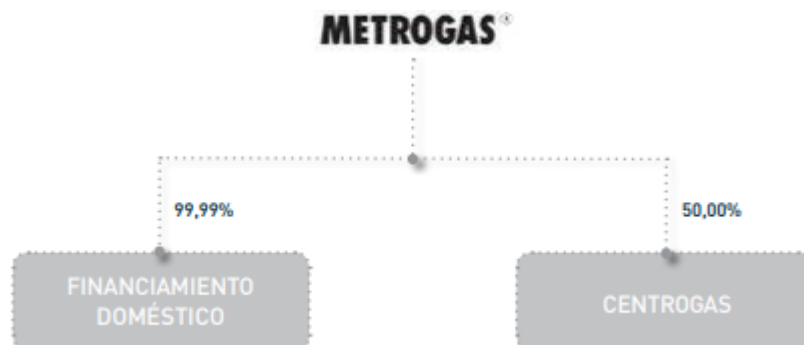 METROGAS®
99,99%
50,00%
FINANCIAMIENTO
DOMÉSTICO
CENTROGAS